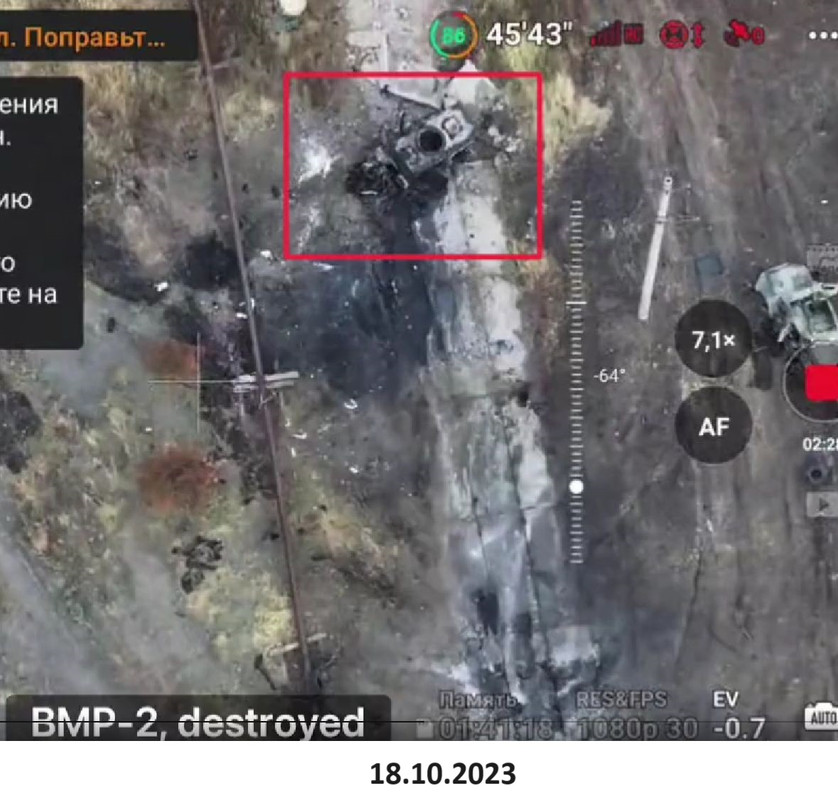 л. Поправьт...
86
45'43"
ения
ию
о
те на
7,1×
-64°
AF
Память
RES&FPS
EV
01:41:18
1080p 30
-0.7
AUTO
BMP-2, destroyed
18.10.2023